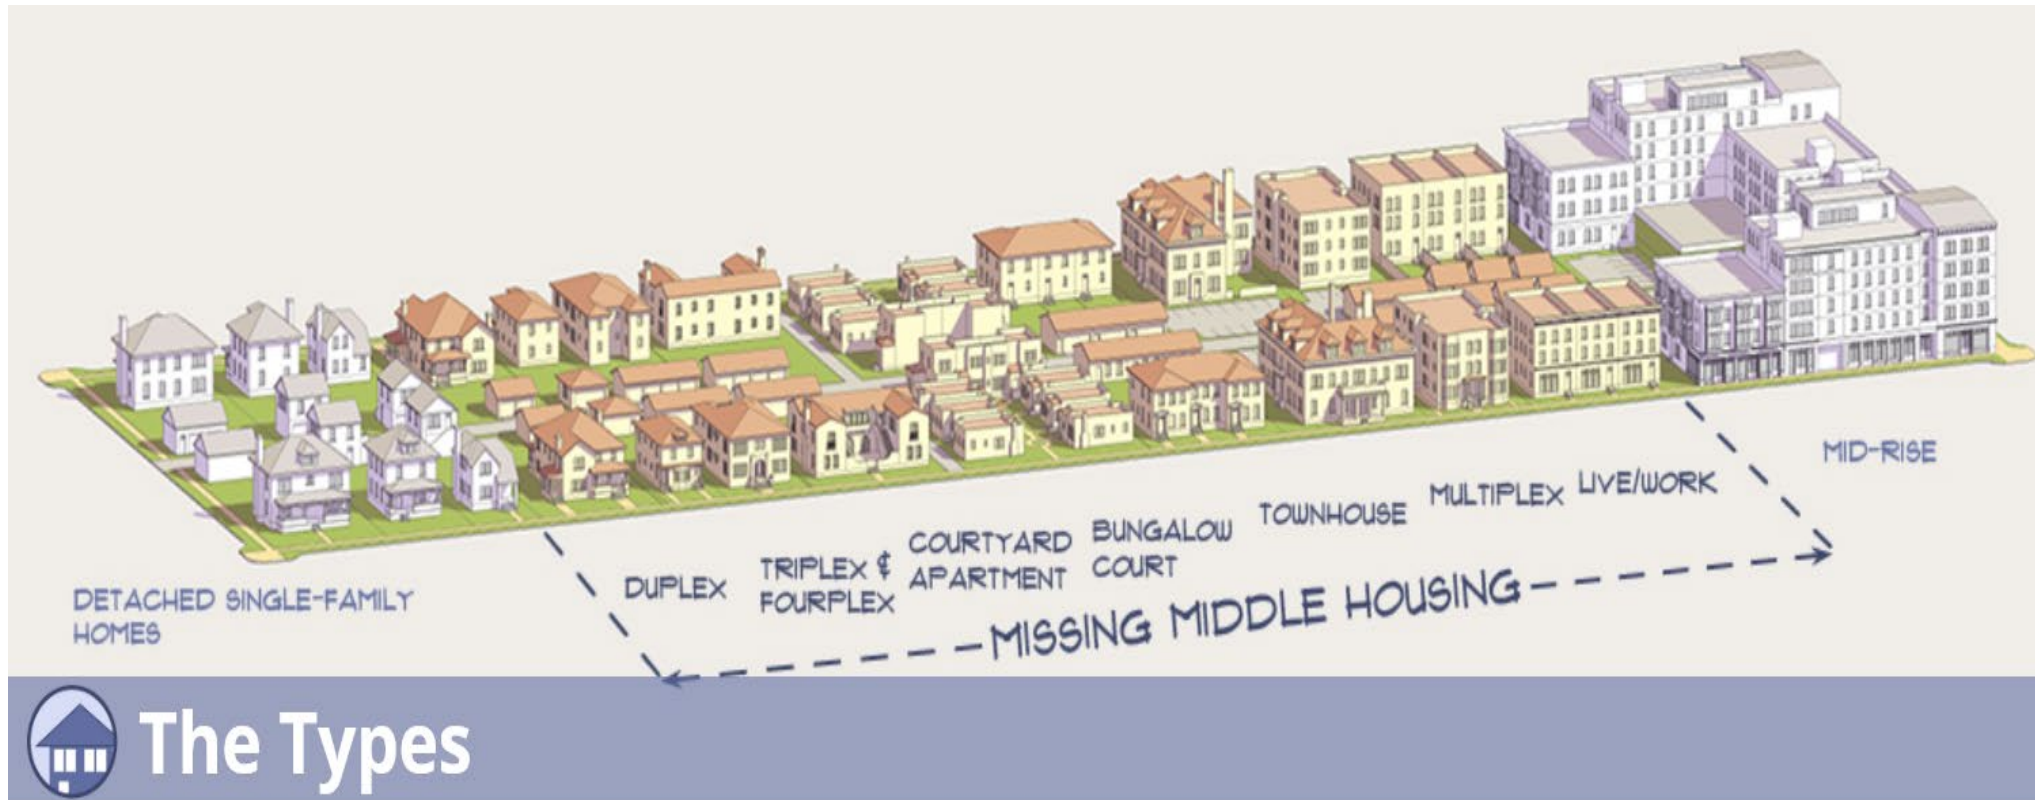 DETACHED SINGLE-FAMILY
HOMES
DUPLEX
TRIPLEX &
FOURPLEX
COURTYARD
APARTMENT
BUNGALOW
COURT
TOWNHOUSE
MULTIPLEX
LIVE/WORK
MID-RISE
MISSING MIDDLE HOUSING
The Types